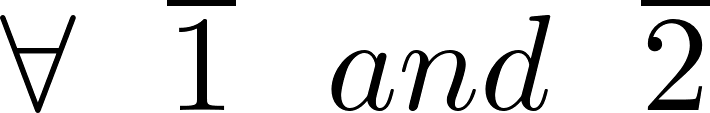 ∀ 1̅ and 2̅